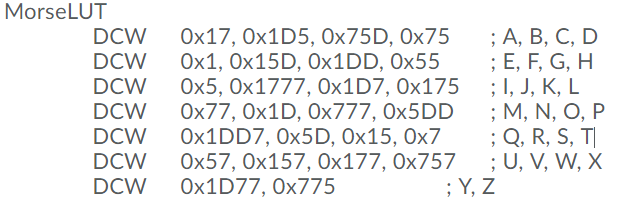 MorseLUT
DCW 0x17, 0x1D5, 0x75D, 0x75 ; A, B, C, D
DCW 0x1, 0x15D, 0x1DD, 0x55 ; E, F, G, H
DCW 0x5, 0x1777, 0x1D7, 0x175 ; I, J, K, L
DCW 0x77, 0x1D, 0x777, 0x5DD ; M, N, O, P
DCW 0x1DD7, 0x5D, 0x15, 0x7 ; Q, R, S, T
DCW 0x57, 0x157, 0x177, 0x757 ; U, V, W, X
DCW 0x1D77, 0x775 ; Y, Z